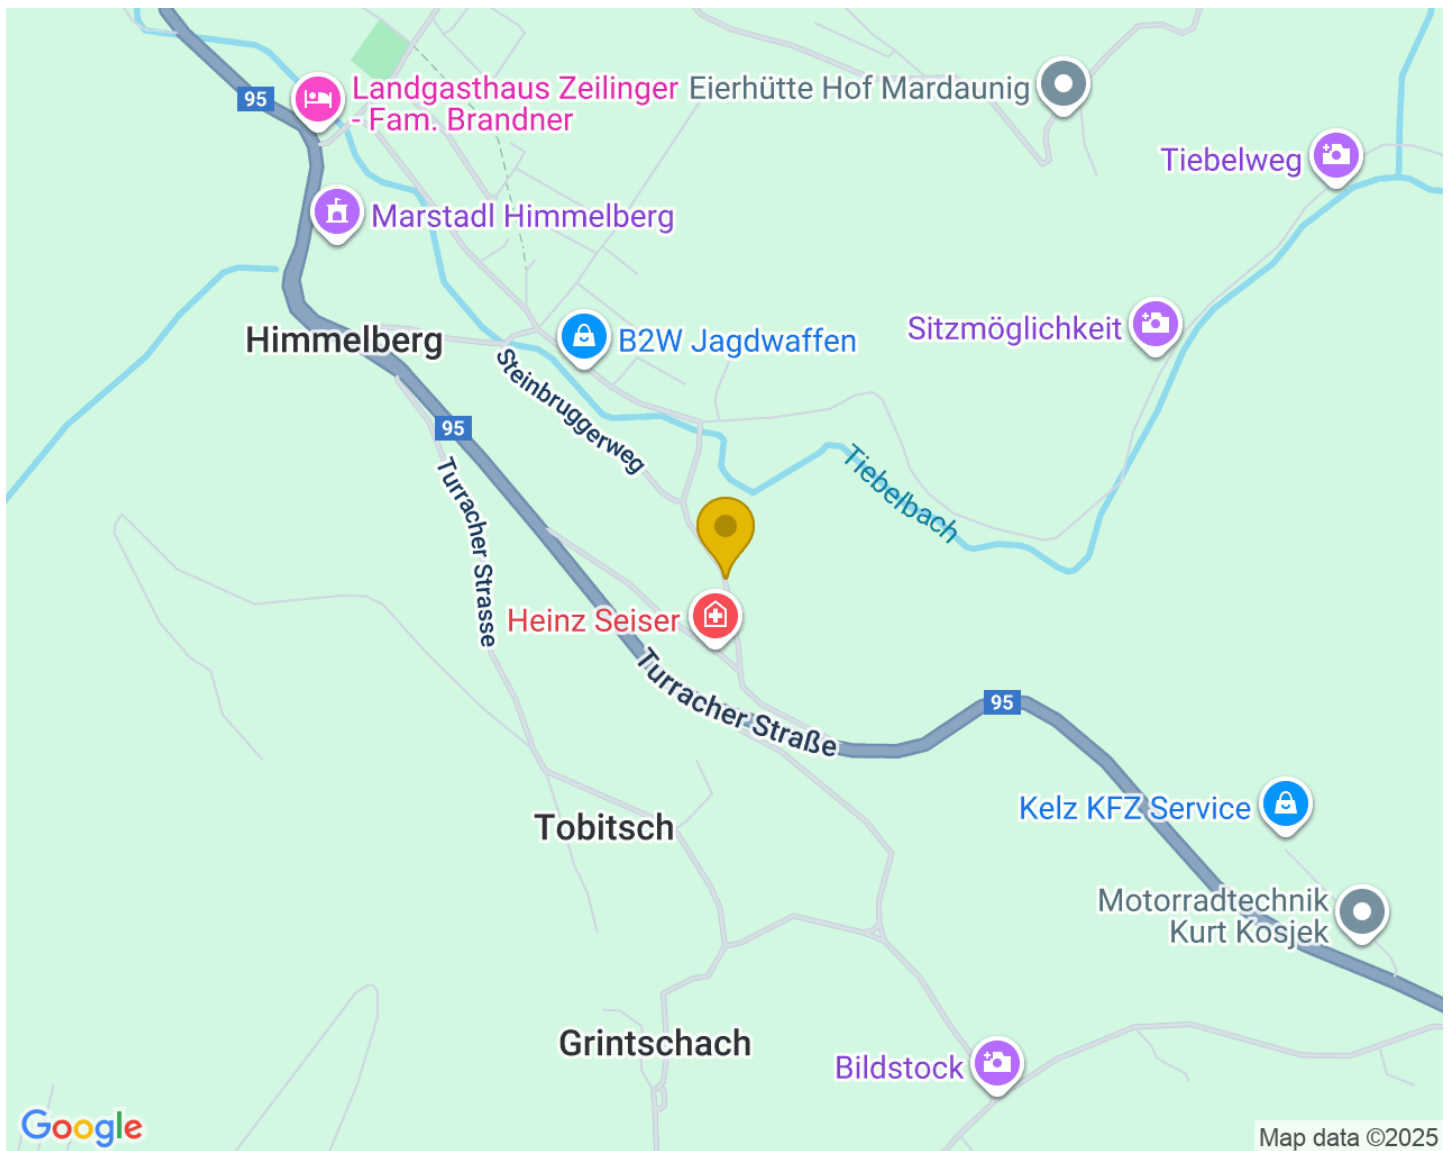 95
Landgasthaus Zeilinger
- Fam. Brandner
Eierhütte Hof Mardaunig
Tiebelweg
Marstadl Himmelberg
Himmelberg
B2W Jagdwaffen
Sitzmöglichkeit
Steinbruggerweg
95
Turracher Strasse
Tiebelbach
Heinz Seiser
Turracher Straße
95
Tobitsch
Kelz KFZ Service
Motorradtechnik
Kurt Kosjek
Grintschach
Bildstock
Google
Map data ©2025